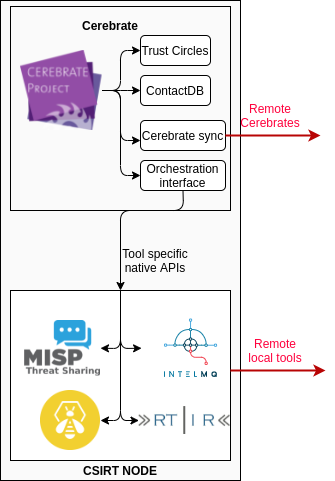 Cerebrate
CEREBRATE
PROJECT
Trust Circles
ContactDB
Cerebrate sync
Remote
Cerebrates
Orchestration
interface
Tool specific
native APIs
MISP
Threat Sharing
INTELMQ
Remote
local tools
RT IR
CSIRT NODE